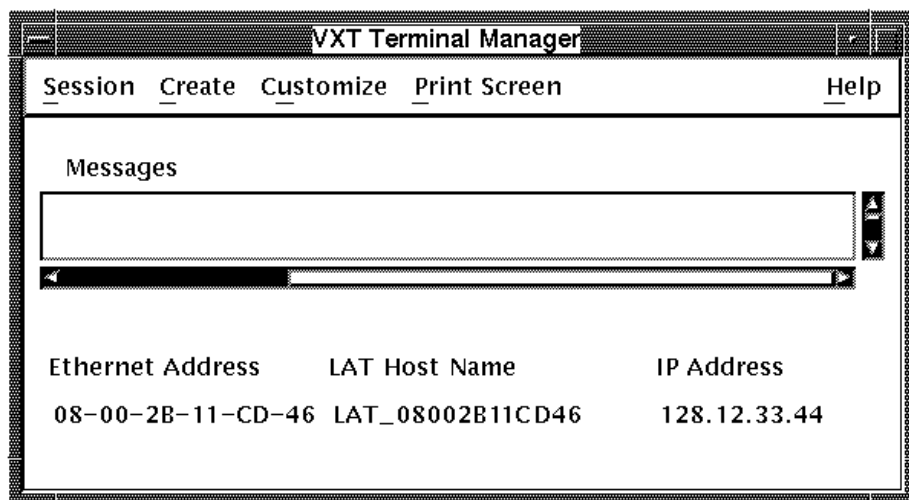 VXT Terminal Manager
Session Create Customize Print Screen Help
Messages
Ethernet Address LAT Host Name IP Address
08-00-2B-11-CD-46 LAT_08002B11CD46 128.12.33.44